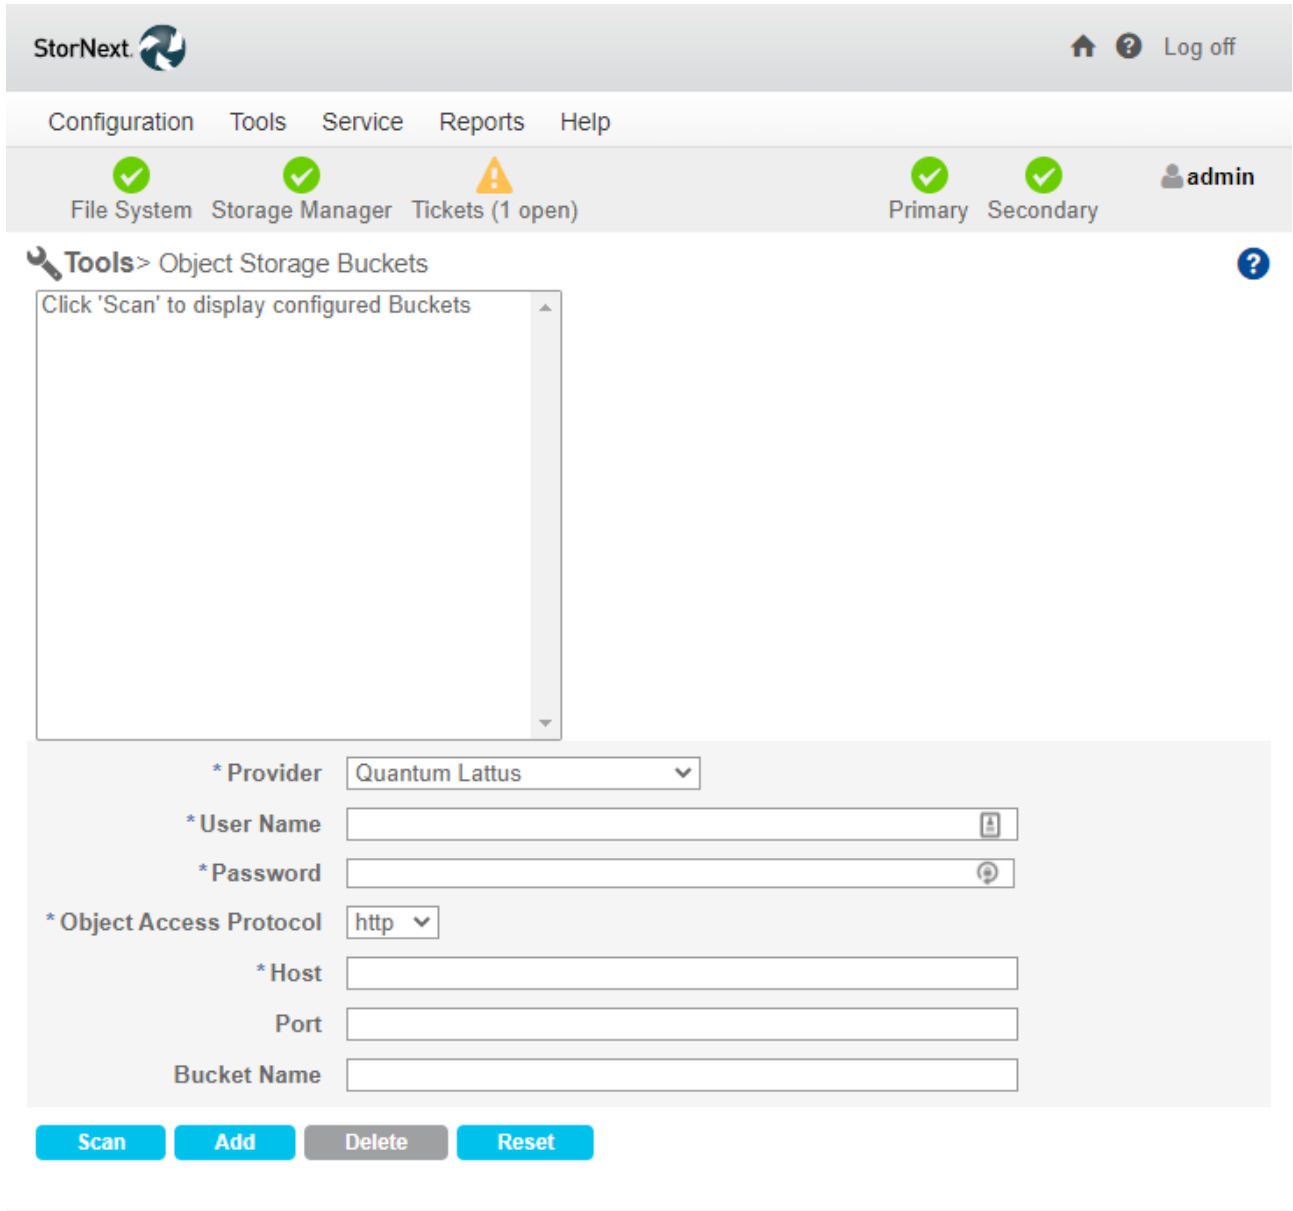 StorNext Log off
Configuration Tools Service Reports Help
File System Storage Manager Tickets (1 open) Primary Secondary admin
Tools> Object Storage Buckets
Click 'Scan' to display configured Buckets
* Provider Quantum Lattus
* User Name
* Password
* Object Access Protocol http
* Host
Port
Bucket Name
Scan Add Delete Reset